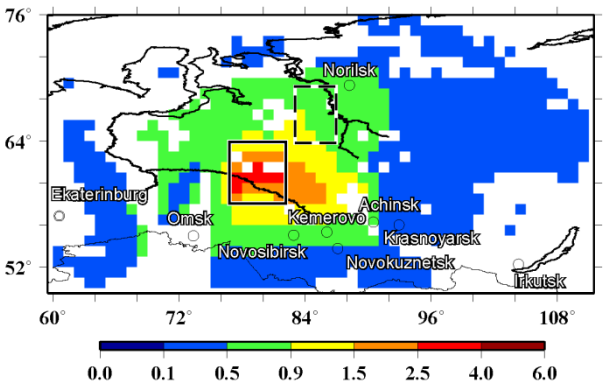 76°
Norilsk
64°
Ekaterinburg
Achinsk
Omsk
Kemerovo
Krasnoyarsk
Novosibirsk
Novokuznetsk
52°
Irkutsk
60° 72° 84° 96° 108°
0.0 0.1 0.5 0.9 1.5 2.5 4.0 6.0